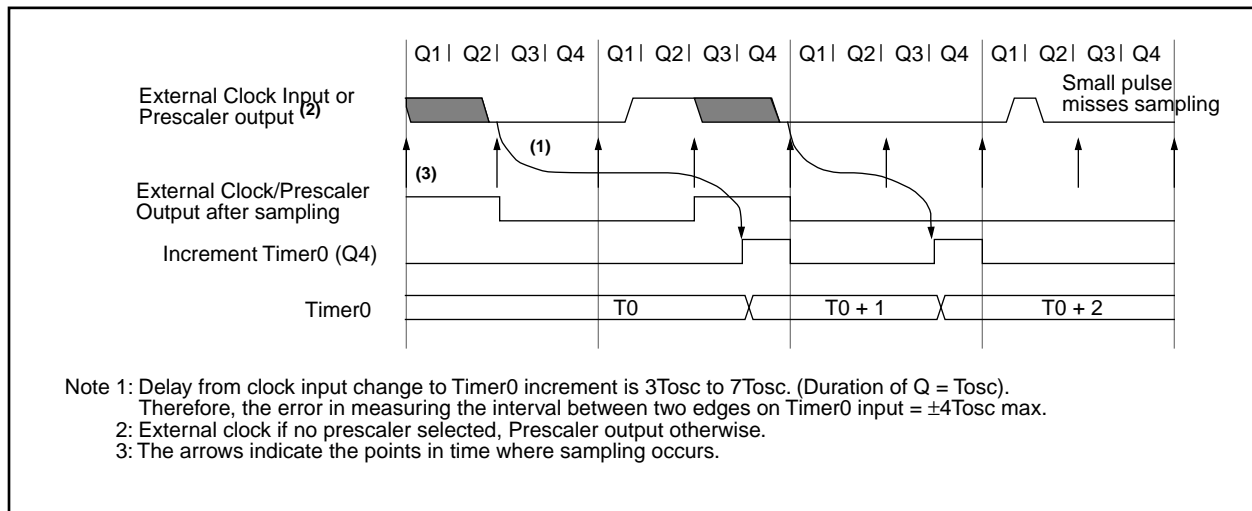 Q1| Q2| Q3| Q4 Q1| Q2| Q3| Q4 Q1| Q2| Q3| Q4 Q1| Q2| Q3| Q4
External Clock Input or
Prescaler output (2)
Small pulse
misses sampling
(1)
(3)
External Clock/Prescaler
Output after sampling
Increment Timer0 (Q4)
Timer0 T0 T0 + 1 T0 + 2
Note 1: Delay from clock input change to Timer0 increment is 3Tosc to 7Tosc. (Duration of Q = Tosc).
Therefore, the error in measuring the interval between two edges on Timer0 input = ±4Tosc max.
2: External clock if no prescaler selected, Prescaler output otherwise.
3: The arrows indicate the points in time where sampling occurs.